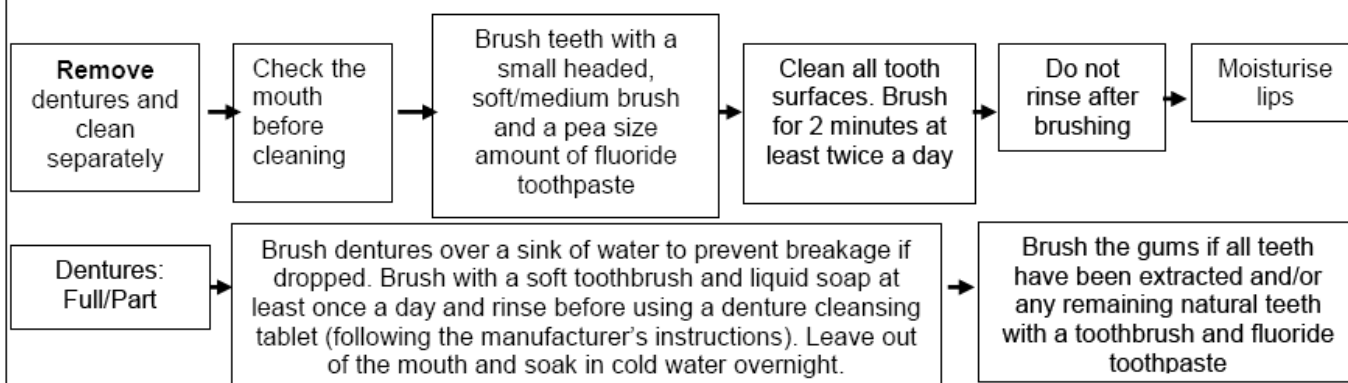 Remove
dentures and
clean
separately
Check the
mouth
before
cleaning
Brush teeth with a
small headed,
soft/medium brush
and a pea size
amount of fluoride
toothpaste
Clean all tooth
surfaces. Brush
for 2 minutes at
least twice a day
Do not
rinse after
brushing
Moisturise
lips
Dentures:
Full/Part
Brush dentures over a sink of water to prevent breakage if
dropped. Brush with a soft toothbrush and liquid soap at
least once a day and rinse before using a denture cleansing
tablet (following the manufacturer's instructions). Leave out
of the mouth and soak in cold water overnight.
Brush the gums if all teeth
have been extracted and/or
any remaining natural teeth
with a toothbrush and fluoride
toothpaste